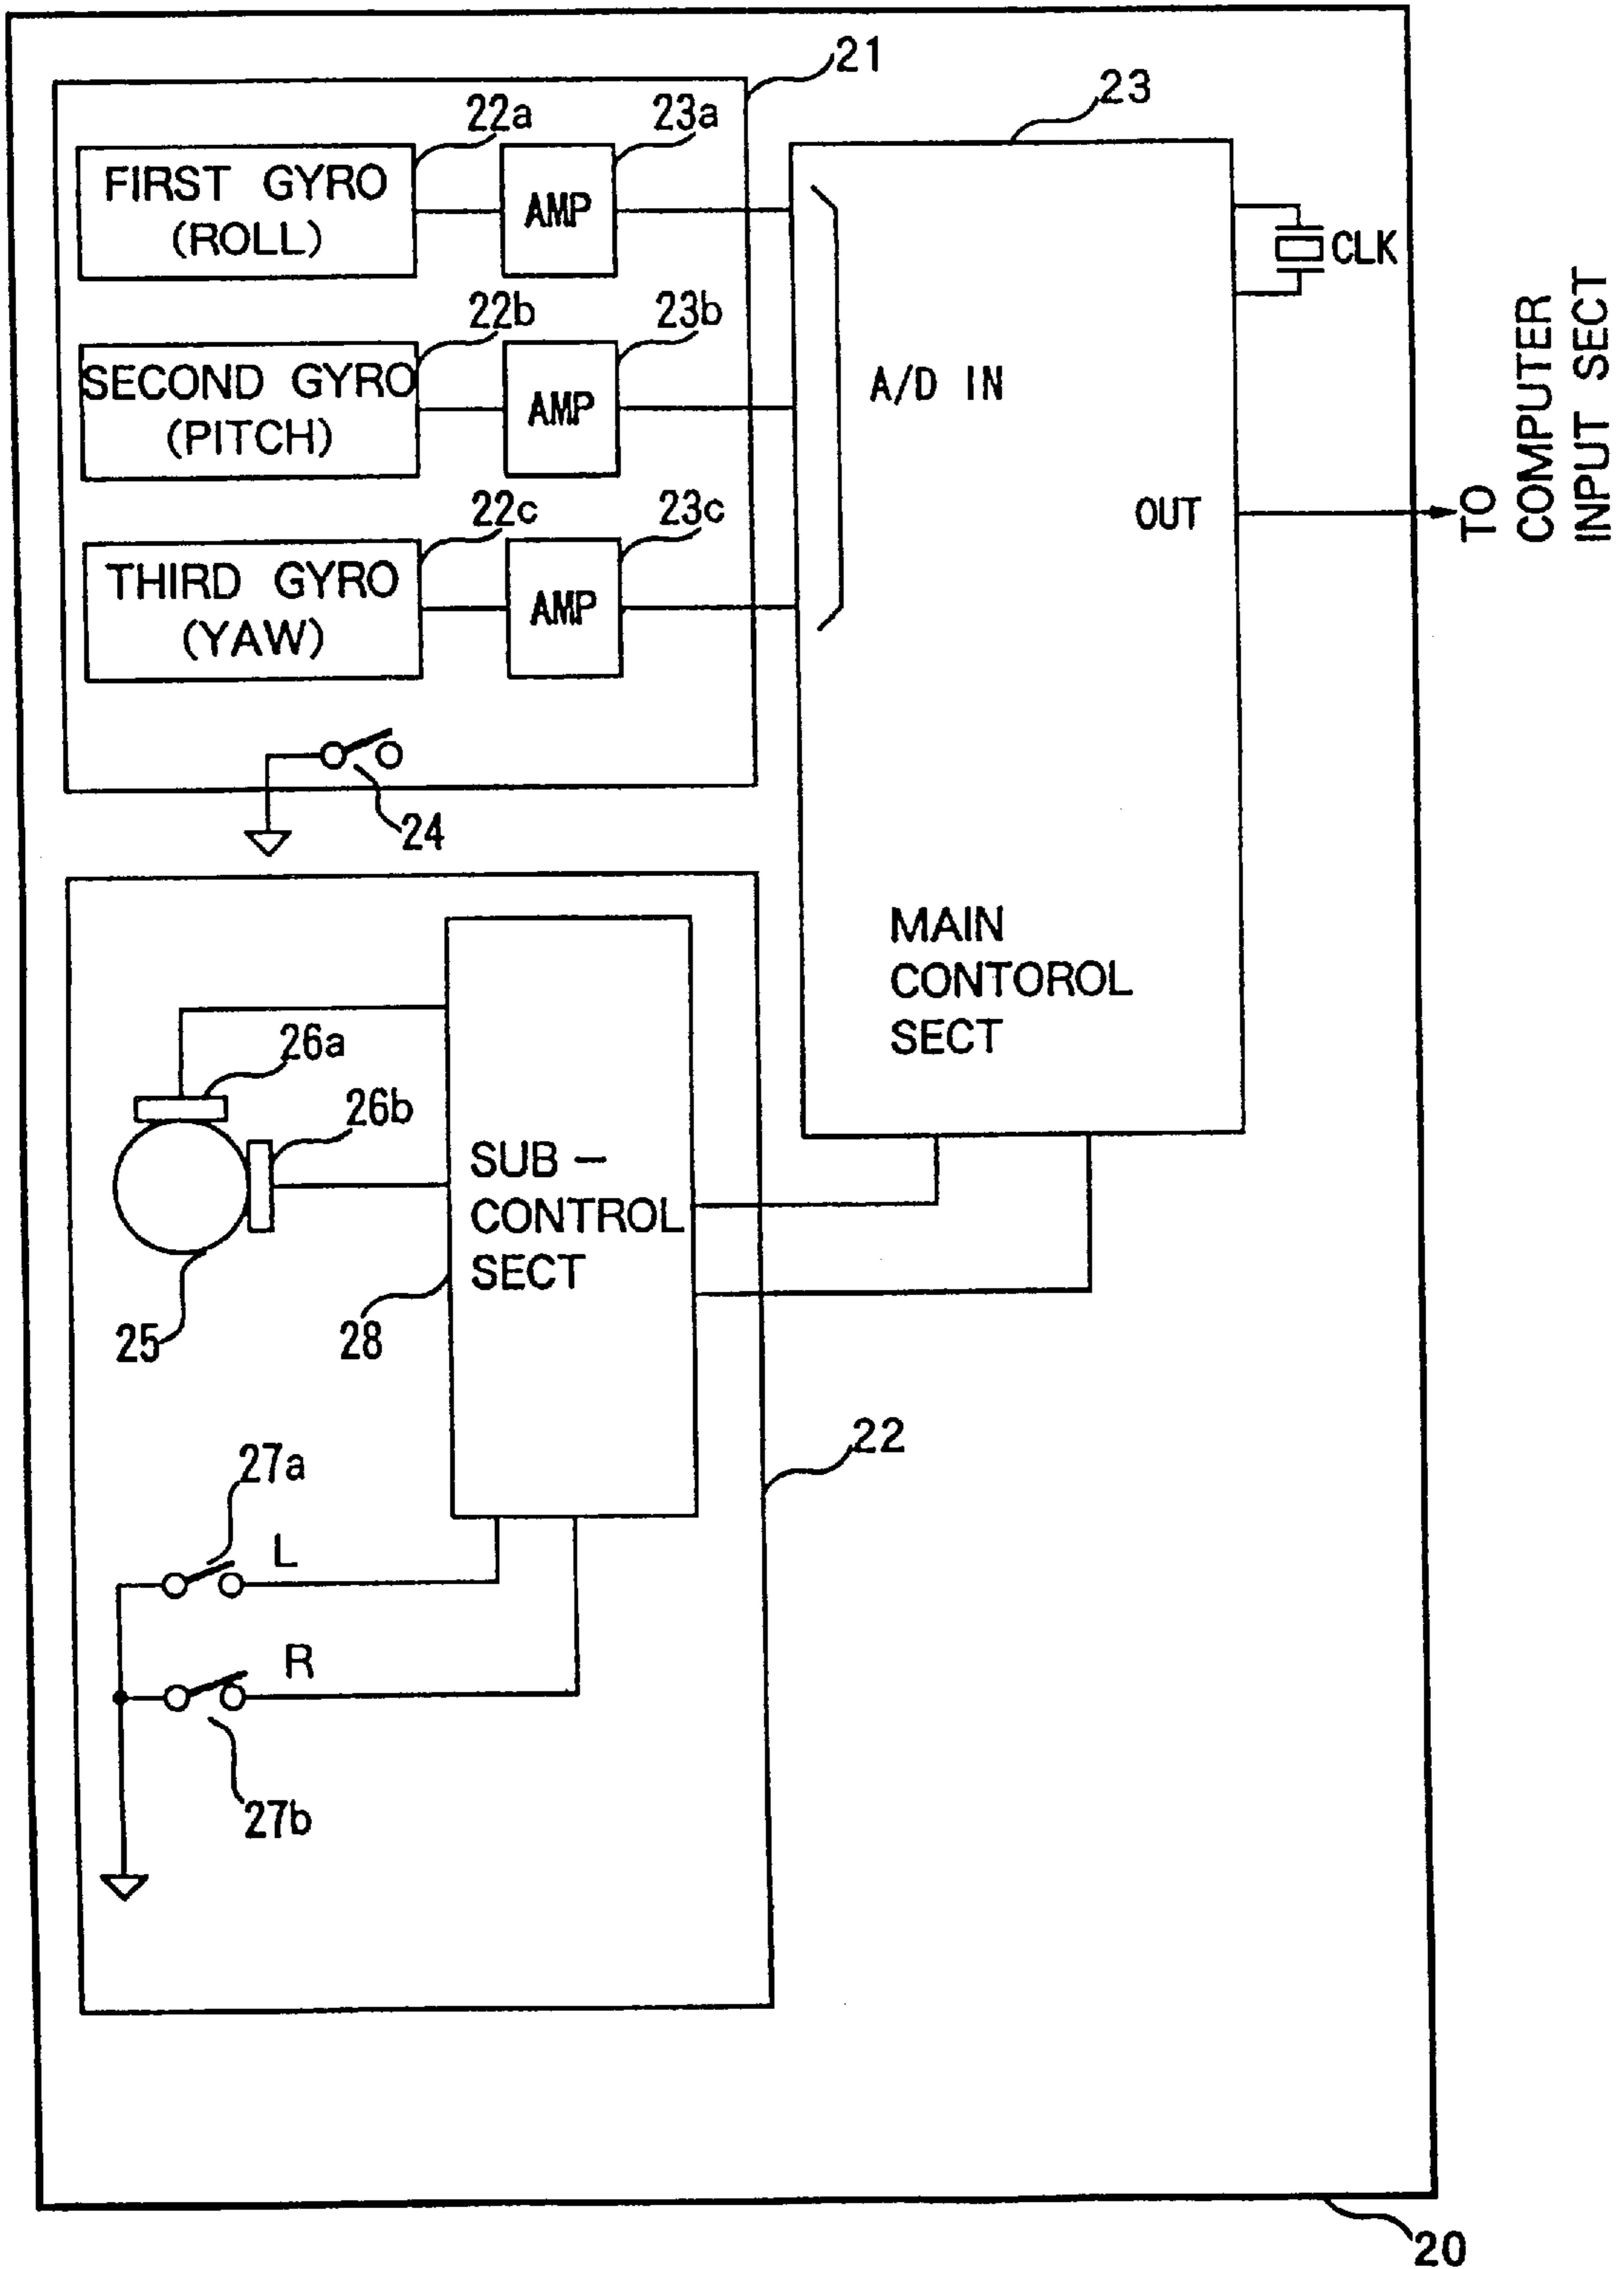 21
23
22a
23a
FIRST GYRO
(ROLL)
AMP
CLK
22b
23b
SECOND GYRO
(PITCH)
AMP
A/D IN
OUT
TO
COMPUTER
INPUT SECT
22c
23c
THIRD GYRO
(YAW)
AMP
24
MAIN
CONTOROL
SECT
26a
26b
SUB-
CONTROL
SECT
25
28
22
27a
L
R
27b
20